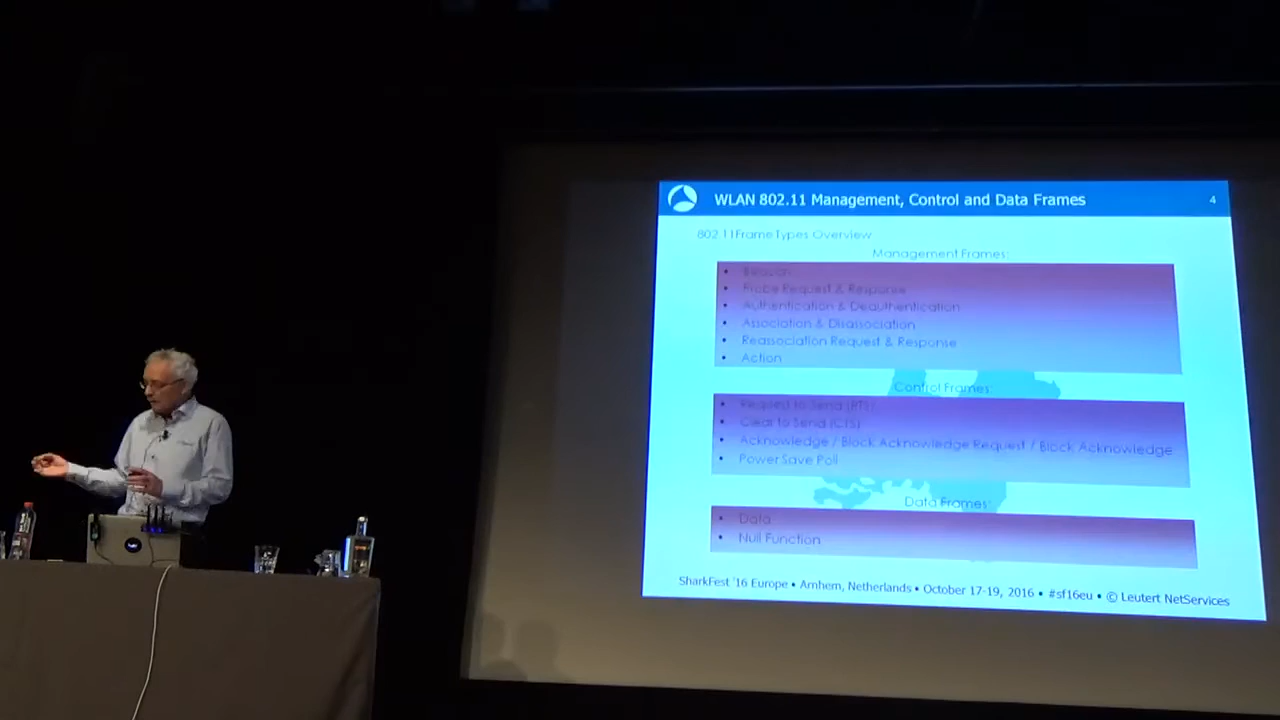 WLAN 802.11 Management, Control and Data Frames
4
802.11 Frame Types Overview
Management Frames:
• Beacon
• Probe Request & Response
• Authentication & Deauthentication
• Association & Disassociation
• Reassociation Request & Response
• Action
Control Frames:
• Request to Send (RTS)
• Clear to Send (CTS)
• Acknowledge / Block Acknowledge Request / Block Acknowledge
• Power Save Poll
Data Frames:
• Data
• Null Function
SharkFest '16 Europe • Arnhem, Netherlands • October 17-19, 2016 • #sf16eu • © Leutert NetServices